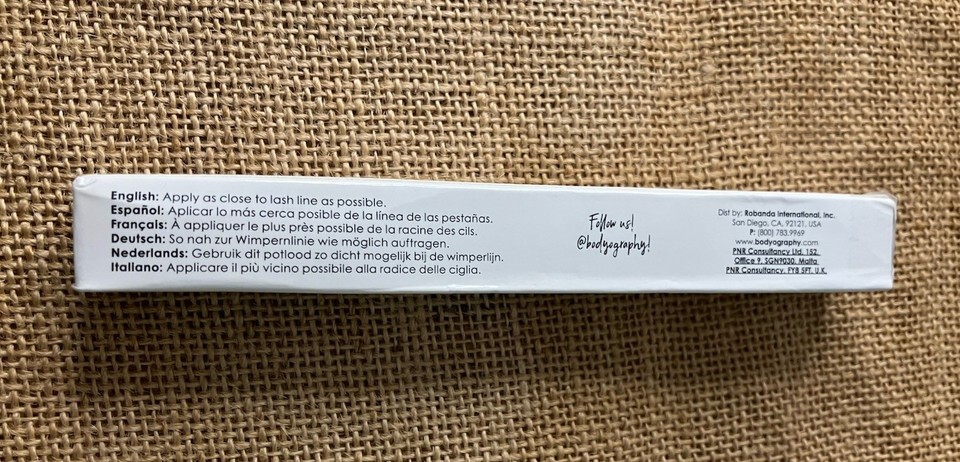 English: Apply as close to lash line as possible.
Español: Aplicar lo más cerca posible de la línea de las pestañas.
Français: À appliquer le plus près possible de la racine des cils.
Deutsch: So nah zur Wimpernlinie wie möglich auftragen.
Nederlands: Gebruik dit potlood zo dicht mogelijk bij de wimperlijn.
Italiano: Applicare il più vicino possibile alla radice delle ciglia.
Follow us!
@bodyography!
Dist by: Robanda International, Inc.
San Diego, CA, 92121, USA
P: (800) 783.9969
www.bodyography.com
PNR Consultancy Ltd. 152,
Office 9, SGN9030, Malta
PNR Consultancy, FY8 5FT, U.K.